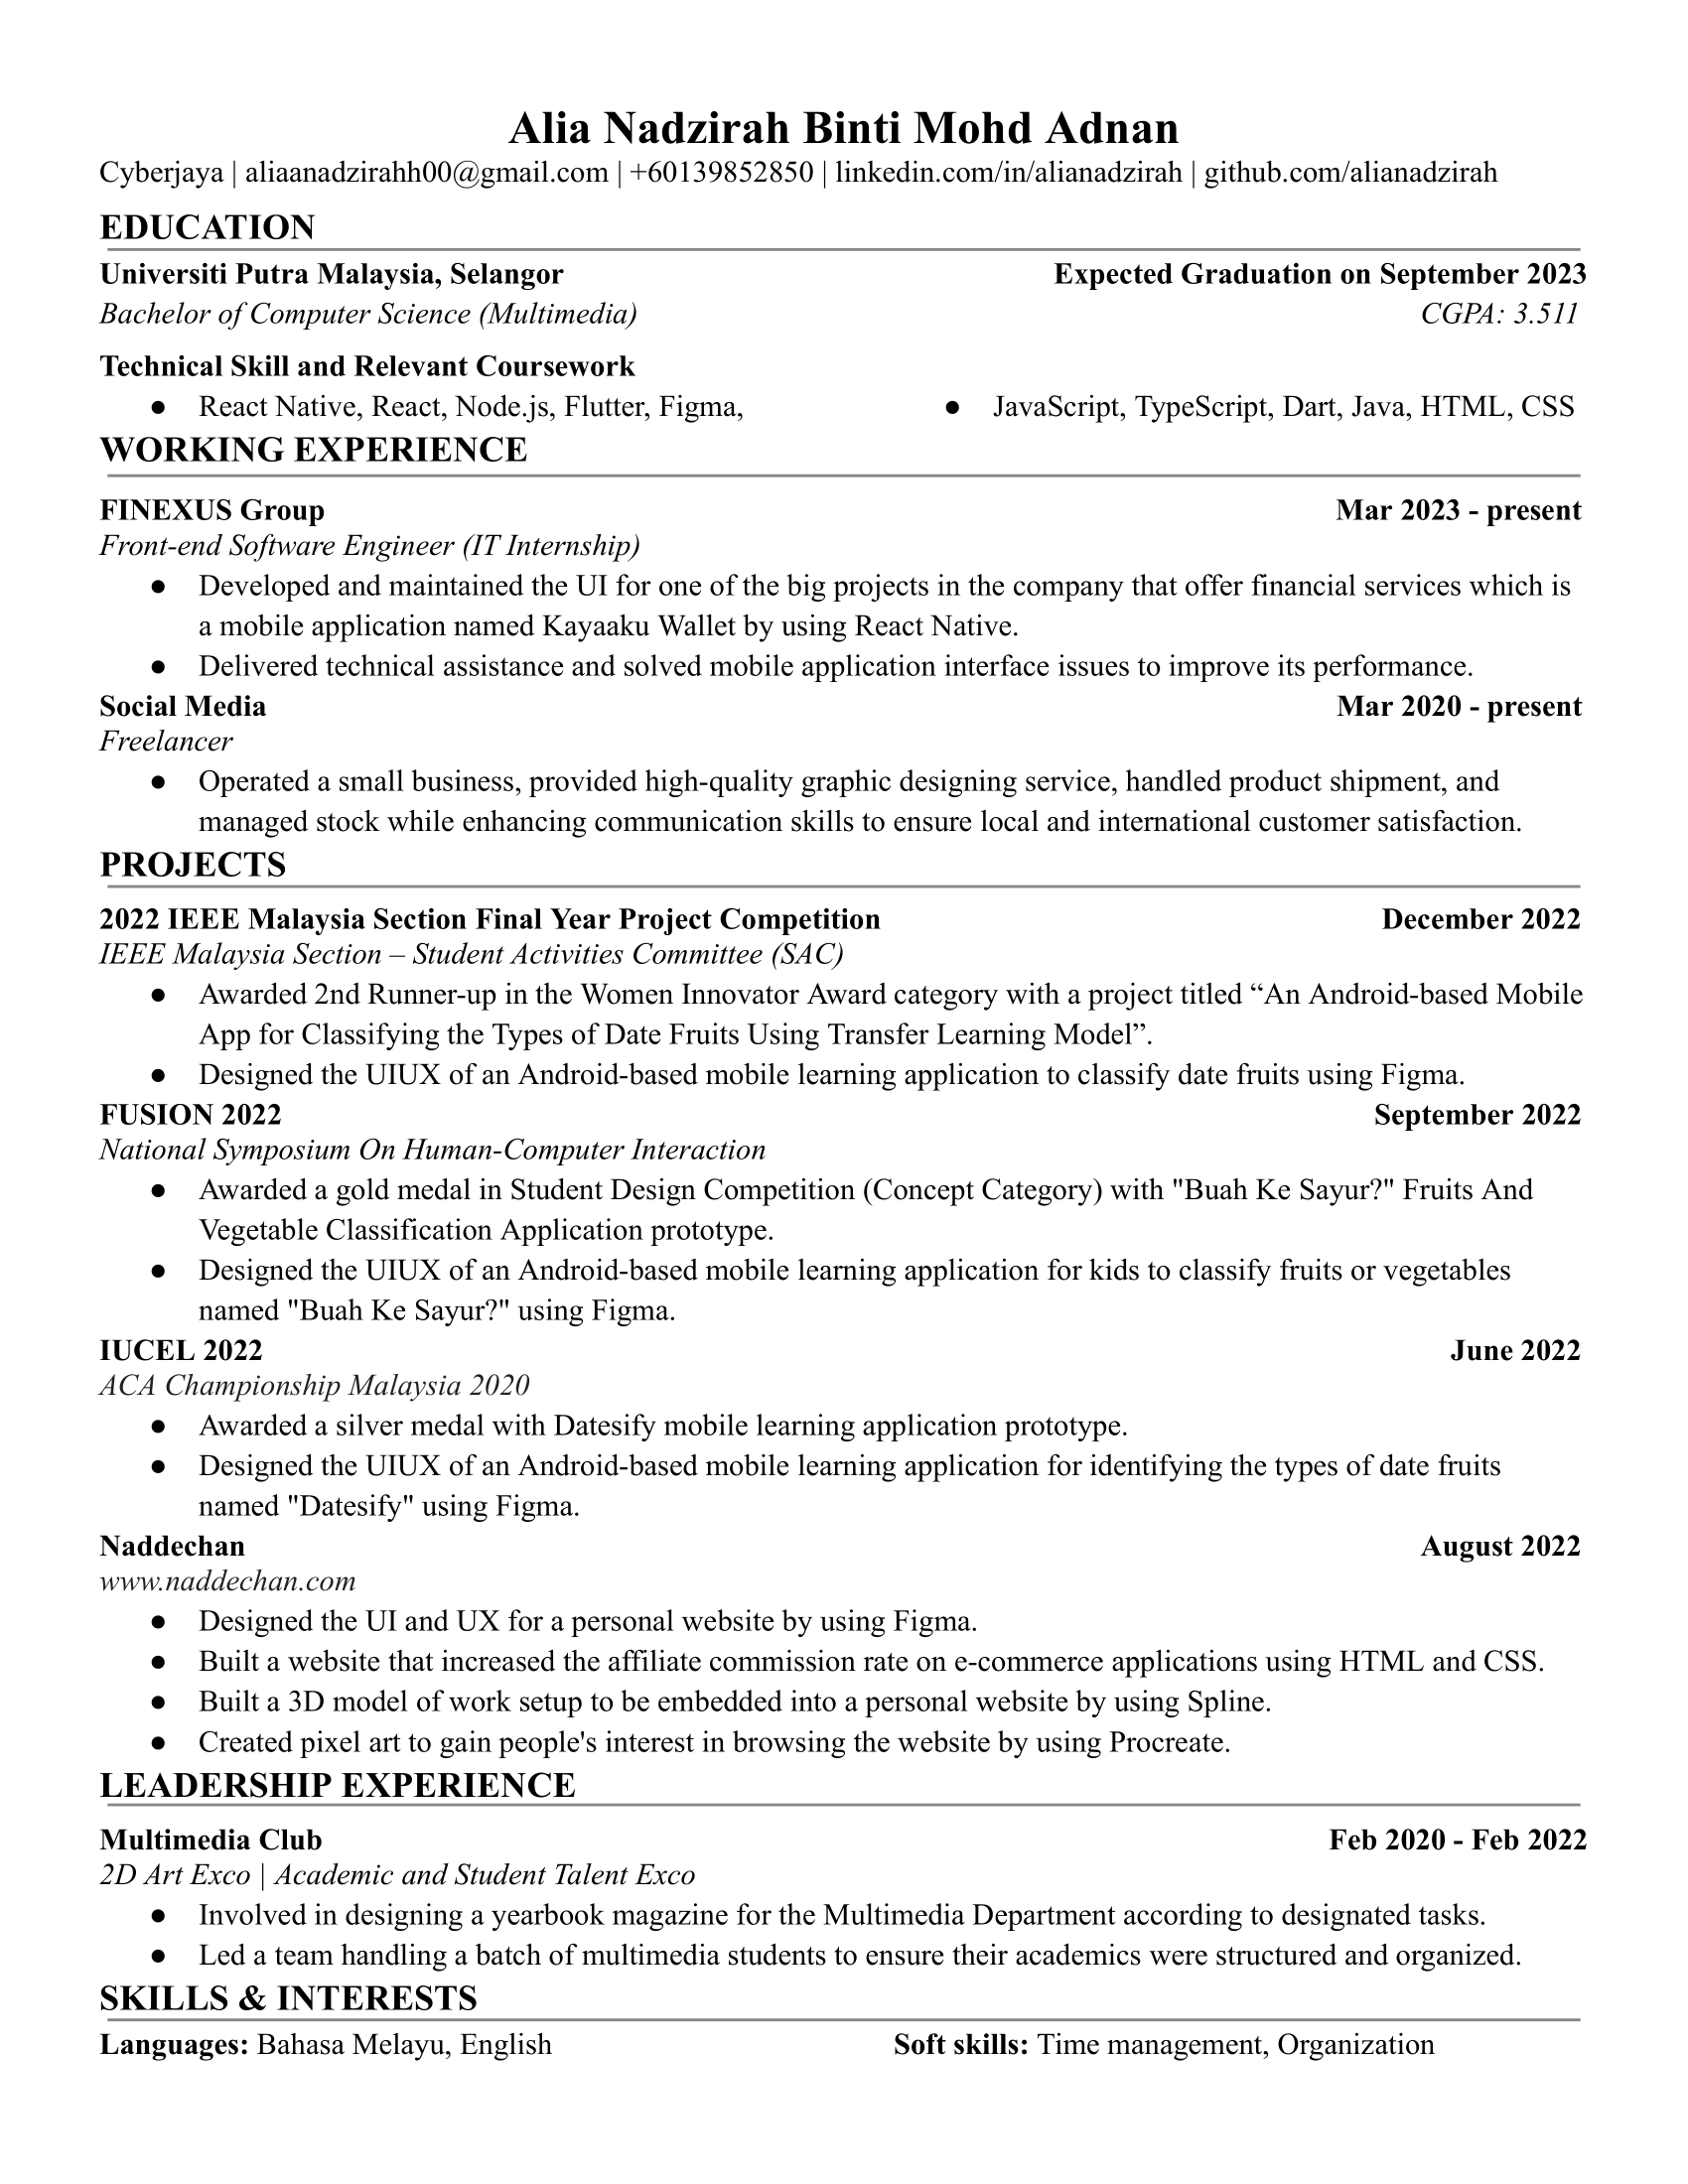 Alia Nadzirah Binti Mohd Adnan
Cyberjaya | aliaanadzirahh00@gmail.com | +60139852850 | linkedin.com/in/alianadzirah | github.com/alianadzirah
EDUCATION
Universiti Putra Malaysia, Selangor Expected Graduation on September 2023
Bachelor of Computer Science (Multimedia) CGPA: 3.511
Technical Skill and Relevant Coursework
● React Native, React, Node.js, Flutter, Figma, ● JavaScript, TypeScript, Dart, Java, HTML, CSS
WORKING EXPERIENCE
FINEXUS Group Mar 2023 - present
Front-end Software Engineer (IT Internship)
● Developed and maintained the UI for one of the big projects in the company that offer financial services which is
a mobile application named Kayaaku Wallet by using React Native.
● Delivered technical assistance and solved mobile application interface issues to improve its performance.
Social Media Mar 2020 - present
Freelancer
● Operated a small business, provided high-quality graphic designing service, handled product shipment, and
managed stock while enhancing communication skills to ensure local and international customer satisfaction.
PROJECTS
2022 IEEE Malaysia Section Final Year Project Competition December 2022
IEEE Malaysia Section – Student Activities Committee (SAC)
● Awarded 2nd Runner-up in the Women Innovator Award category with a project titled “An Android-based Mobile
App for Classifying the Types of Date Fruits Using Transfer Learning Model”.
● Designed the UIUX of an Android-based mobile learning application to classify date fruits using Figma.
FUSION 2022 September 2022
National Symposium On Human-Computer Interaction
● Awarded a gold medal in Student Design Competition (Concept Category) with "Buah Ke Sayur?" Fruits And
Vegetable Classification Application prototype.
● Designed the UIUX of an Android-based mobile learning application for kids to classify fruits or vegetables
named "Buah Ke Sayur?" using Figma.
IUCEL 2022 June 2022
ACA Championship Malaysia 2020
● Awarded a silver medal with Datesify mobile learning application prototype.
● Designed the UIUX of an Android-based mobile learning application for identifying the types of date fruits
named "Datesify" using Figma.
Naddechan August 2022
www.naddechan.com
● Designed the UI and UX for a personal website by using Figma.
● Built a website that increased the affiliate commission rate on e-commerce applications using HTML and CSS.
● Built a 3D model of work setup to be embedded into a personal website by using Spline.
● Created pixel art to gain people's interest in browsing the website by using Procreate.
LEADERSHIP EXPERIENCE
Multimedia Club Feb 2020 - Feb 2022
2D Art Exco | Academic and Student Talent Exco
● Involved in designing a yearbook magazine for the Multimedia Department according to designated tasks.
● Led a team handling a batch of multimedia students to ensure their academics were structured and organized.
SKILLS & INTERESTS
Languages: Bahasa Melayu, English Soft skills: Time management, Organization